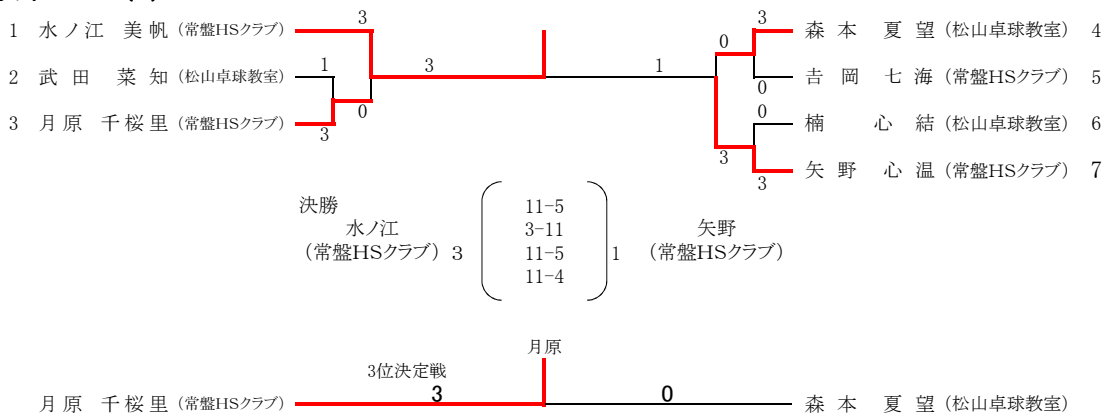 3 3
1 水ノ江 美帆 (常盤HSクラブ) 森本 夏望 (松山卓球教室) 4
0
2 武田 菜知 (松山卓球教室) 1 3 1 吉岡 七海 (常盤HSクラブ) 5
0
0 0
3 月原 千桜里 (常盤HSクラブ) 楠 心結 (松山卓球教室) 6
3
3
矢野 心温 (常盤HSクラブ) 7
3
決勝 11-5
水ノ江 3-11 矢野
(常盤HSクラブ) 3 11-5 1 (常盤HSクラブ)
11-4
月原
3位決定戦
3 0
月原 千桜里 (常盤HSクラブ) 森本 夏望 (松山卓球教室)